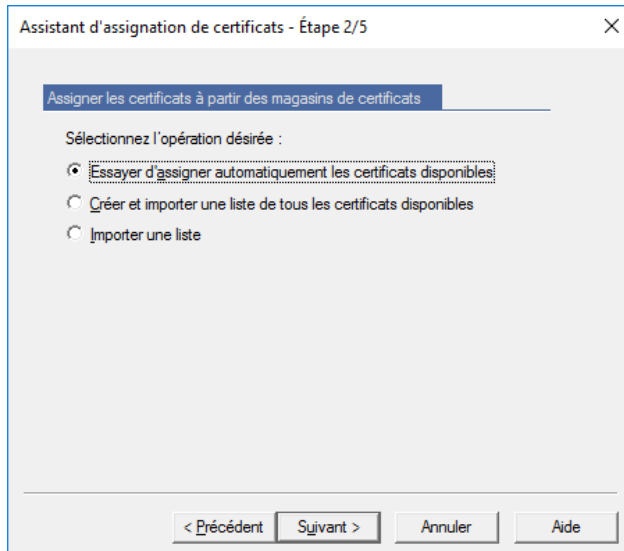 Assistant d'assignation de certificats - Étape 2/5
Assigner les certificats à partir des magasins de certificats
Sélectionnez l'opération désirée :
Essayer d'assigner automatiquement les certificats disponibles
Créer et importer une liste de tous les certificats disponibles
Importer une liste
< Précédent
Suivant >
Annuler
Aide